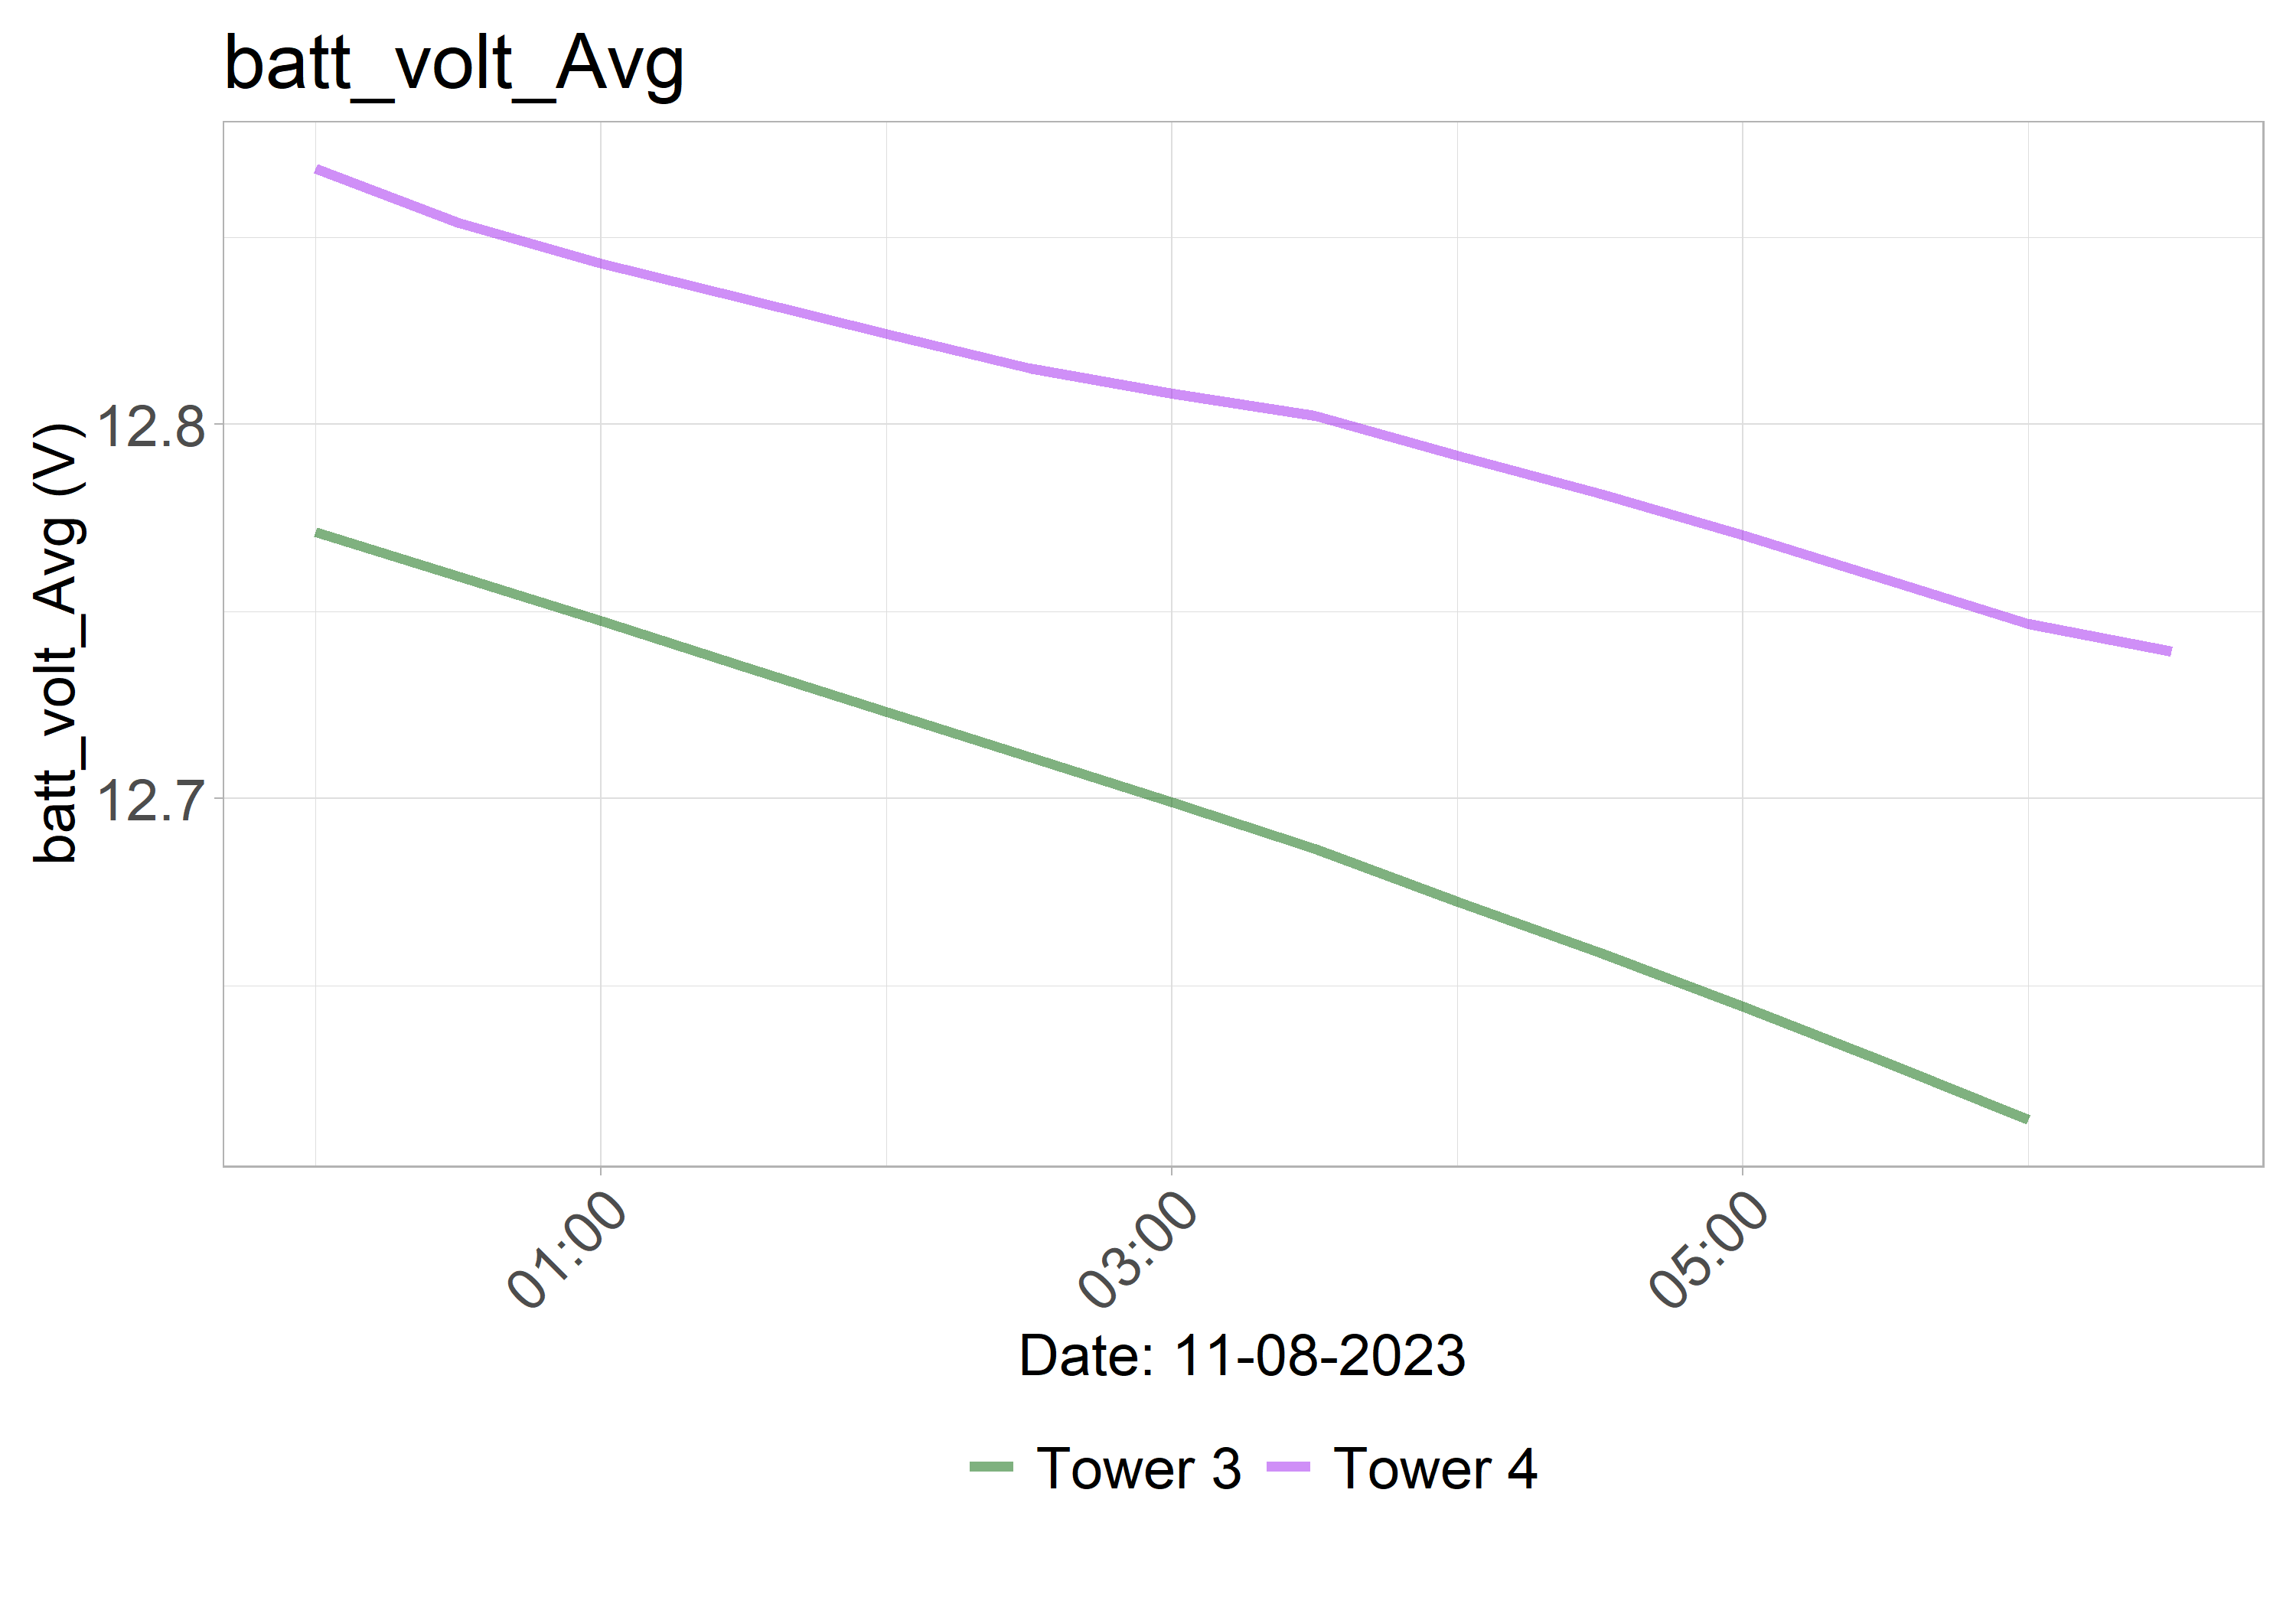 batt_volt_Avg
batt_volt_Avg (V)
12.8
12.7
01:00
03:00
05:00
Date: 11-08-2023
Tower 3
Tower 4